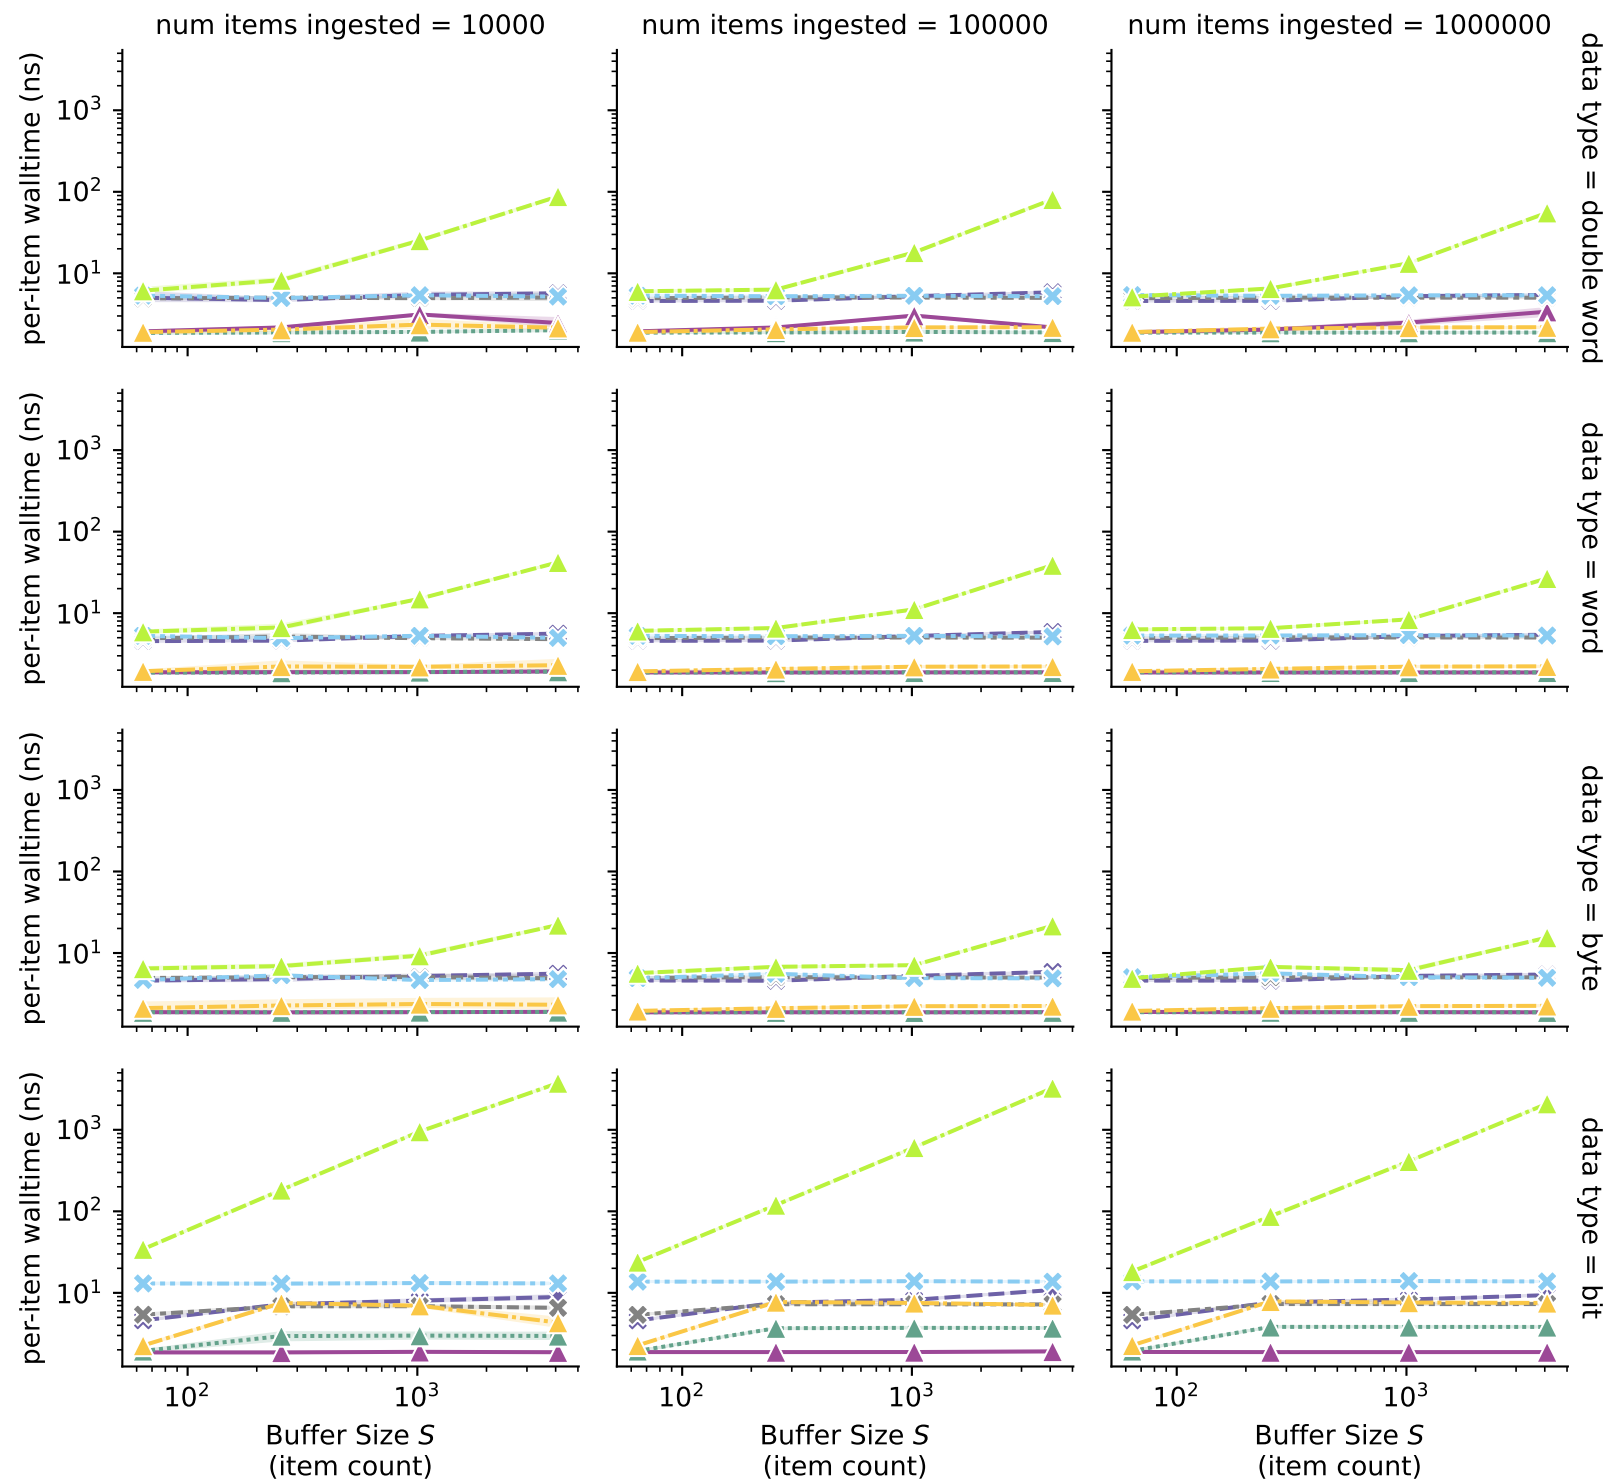 num items ingested = 10000
num items ingested = 100000
num items ingested = 1000000
per-item walltime (ns)
10³
10²
10¹
data type = double word
per-item walltime (ns)
10³
10²
10¹
data type = word
per-item walltime (ns)
10³
10²
10¹
data type = byte
per-item walltime (ns)
10³
10²
10¹
data type = bit
10² 10³
10² 10³
10² 10³
Buffer Size S
(item count)
Buffer Size S
(item count)
Buffer Size S
(item count)